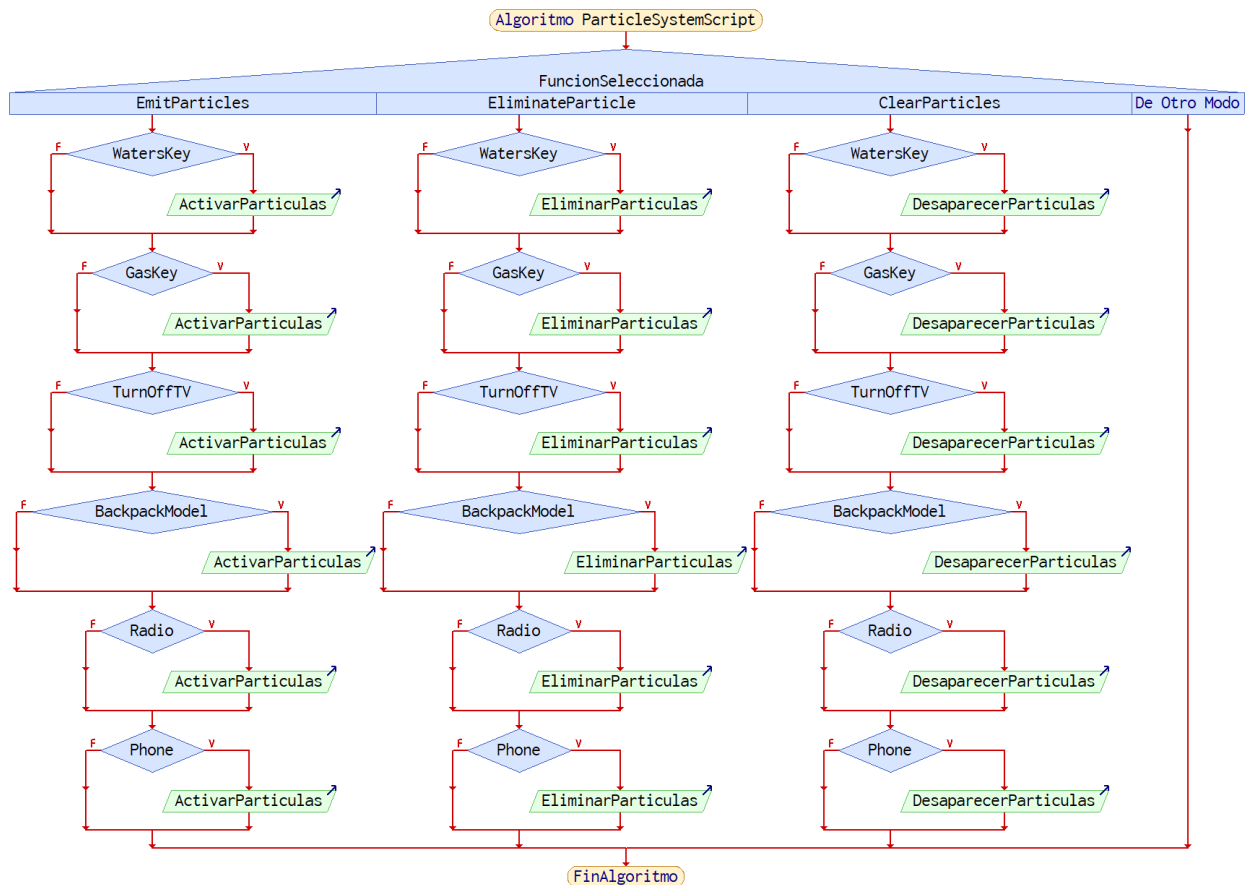 Algoritmo ParticleSystemScript
FuncionSeleccionada
EmitParticles EliminateParticle ClearParticles De Otro Modo
F WatersKey V F WatersKey V F WatersKey V
ActivarParticulas EliminarParticulas DesaparecerParticulas
F GasKey V F GasKey V F GasKey V
ActivarParticulas EliminarParticulas DesaparecerParticulas
F TurnOffTV V F TurnOffTV V F TurnOffTV V
ActivarParticulas EliminarParticulas DesaparecerParticulas
F BackpackModel V F BackpackModel V F BackpackModel V
ActivarParticulas EliminarParticulas DesaparecerParticulas
F Radio V F Radio V F Radio V
ActivarParticulas EliminarParticulas DesaparecerParticulas
F Phone V F Phone V F Phone V
ActivarParticulas EliminarParticulas DesaparecerParticulas
FinAlgoritmo